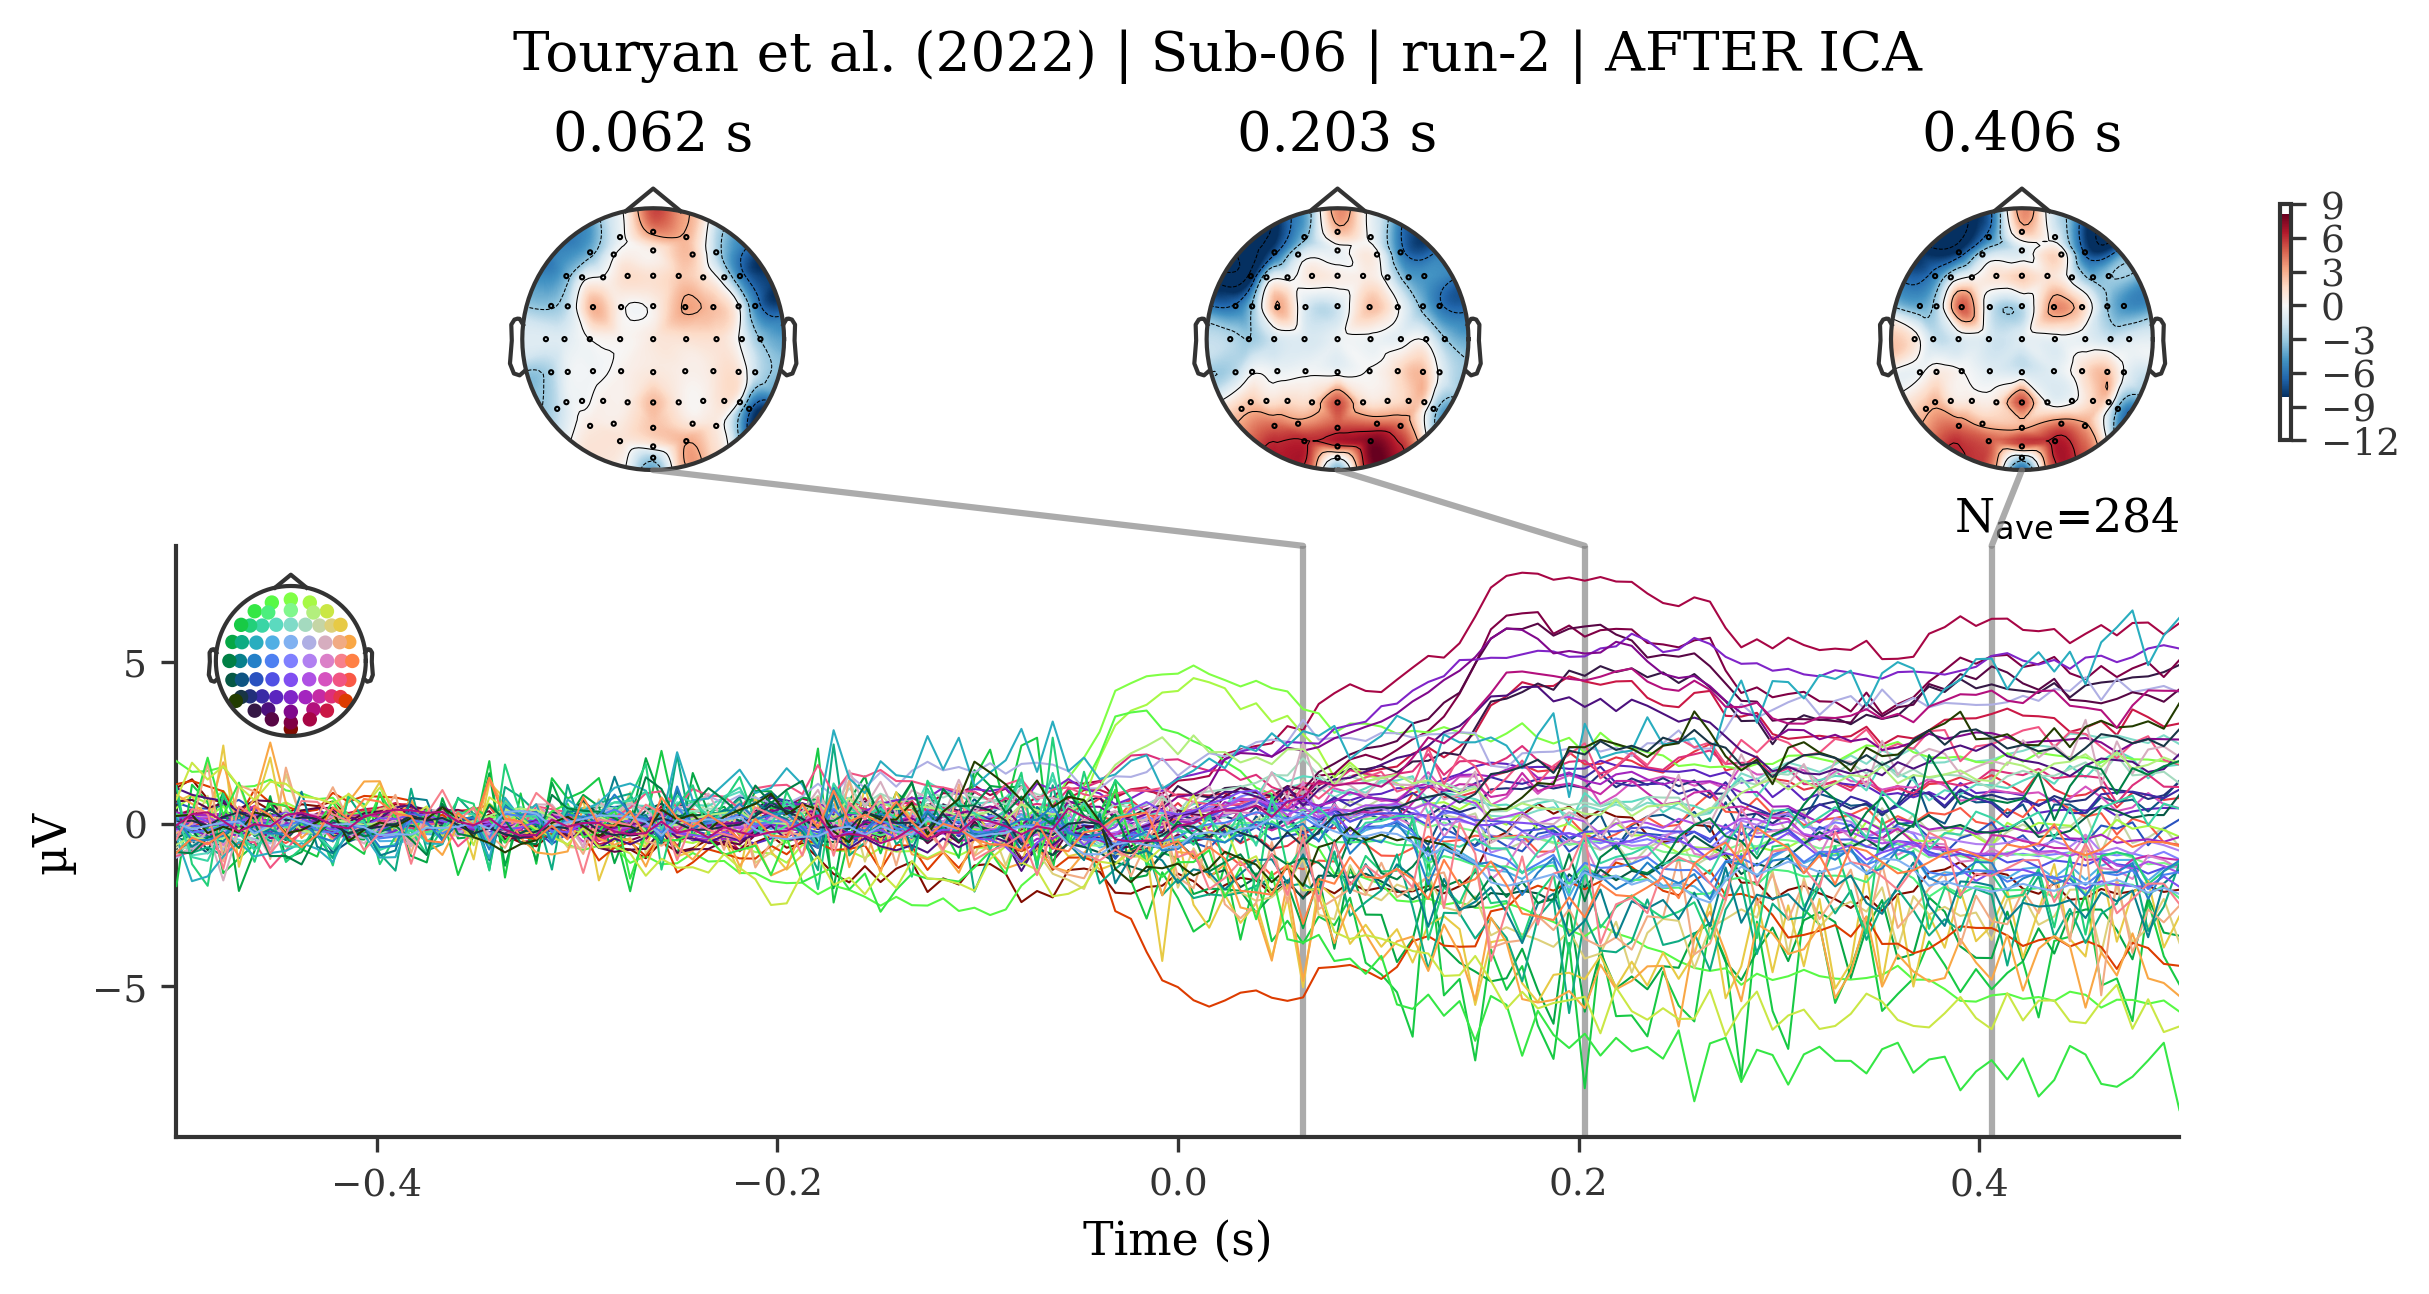 Touryan et al. (2022) | Sub-06 | run-2 | AFTER ICA
0.062 s
0.203 s
0.406 s
9
6
3
0
−3
−6
−9
−12
Nave=284
5
0
−5
µV
−0.4
−0.2
0.0
0.2
0.4
Time (s)